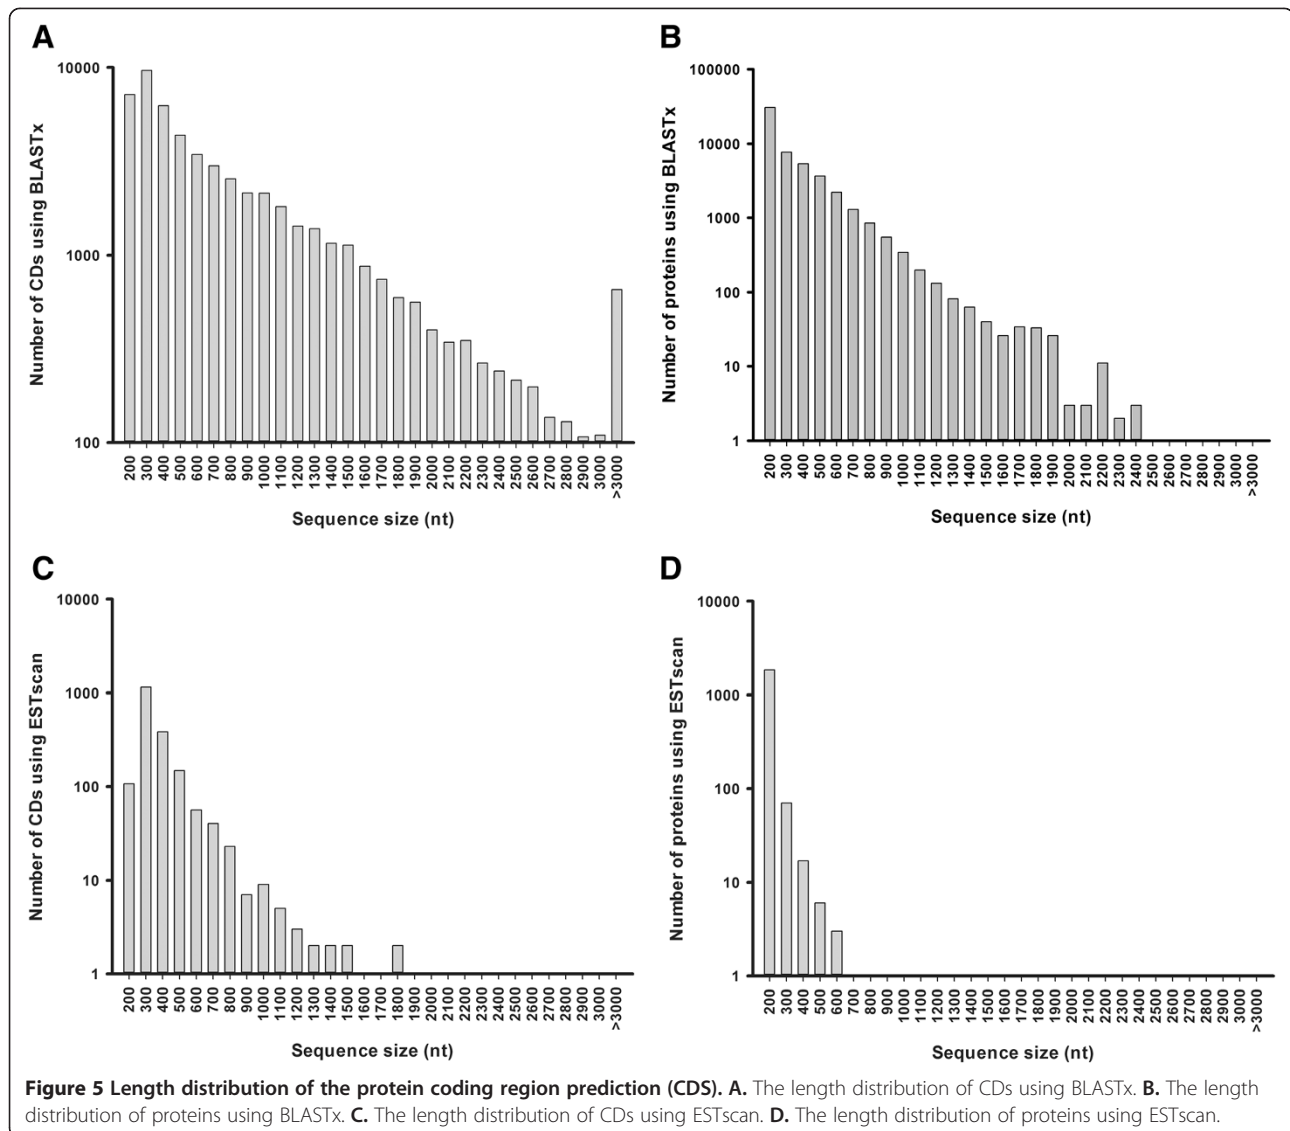 A
10000
1000
100
Number of CDs using BLASTx
200 300 400 500 600 700 800 900 1000 1100 1200 1300 1400 1500 1600 1700 1800 1900 2000 2100 2200 2300 2400 2500 2600 2700 2800 2900 3000 >3000
Sequence size (nt)
B
100000
10000
1000
100
10
1
Number of proteins using BLASTx
200 300 400 500 600 700 800 900 1000 1100 1200 1300 1400 1500 1600 1700 1800 1900 2000 2100 2200 2300 2400 2500 2600 2700 2800 2900 3000 >3000
Sequence size (nt)
C
10000
1000
100
10
1
Number of CDs using ESTscan
200 300 400 500 600 700 800 900 1000 1100 1200 1300 1400 1500 1600 1700 1800 1900 2000 2100 2200 2300 2400 2500 2600 2700 2800 2900 3000 >3000
Sequence size (nt)
D
10000
1000
100
10
1
Number of proteins using ESTscan
200 300 400 500 600 700 800 900 1000 1100 1200 1300 1400 1500 1600 1700 1800 1900 2000 2100 2200 2300 2400 2500 2600 2700 2800 2900 3000 >3000
Sequence size (nt)
Figure 5 Length distribution of the protein coding region prediction (CDS). A. The length distribution of CDs using BLASTx. B. The length
distribution of proteins using BLASTx. C. The length distribution of CDs using ESTscan. D. The length distribution of proteins using ESTscan.